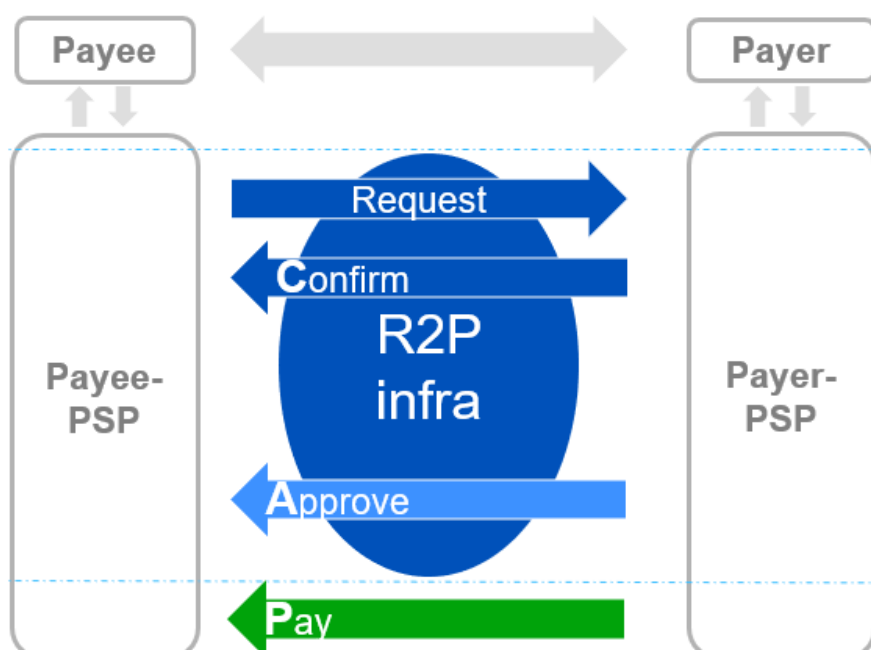 Payee
Payer
Request
Confirm
R2P
infra
Payee-
PSP
Payer-
PSP
Approve
Pay